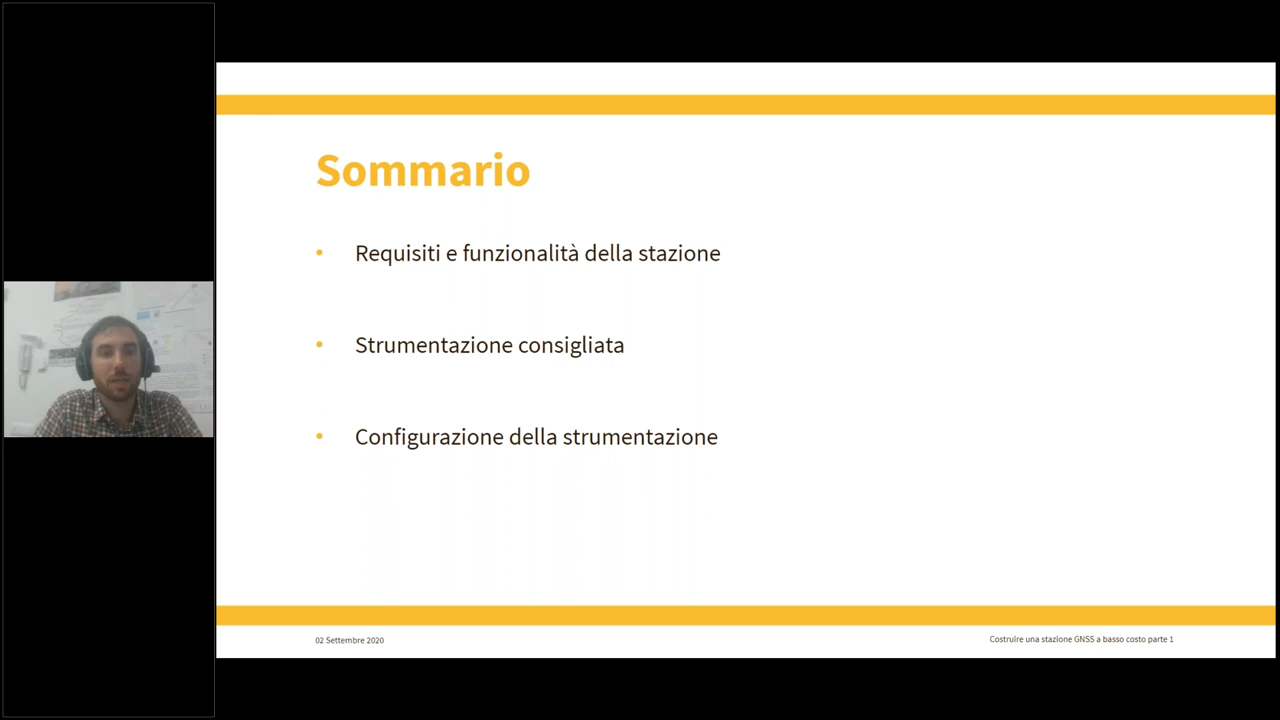 Sommario
• Requisiti e funzionalità della stazione
• Strumentazione consigliata
• Configurazione della strumentazione
02 Settembre 2020
Costruire una stazione GNSS a basso costo parte 1